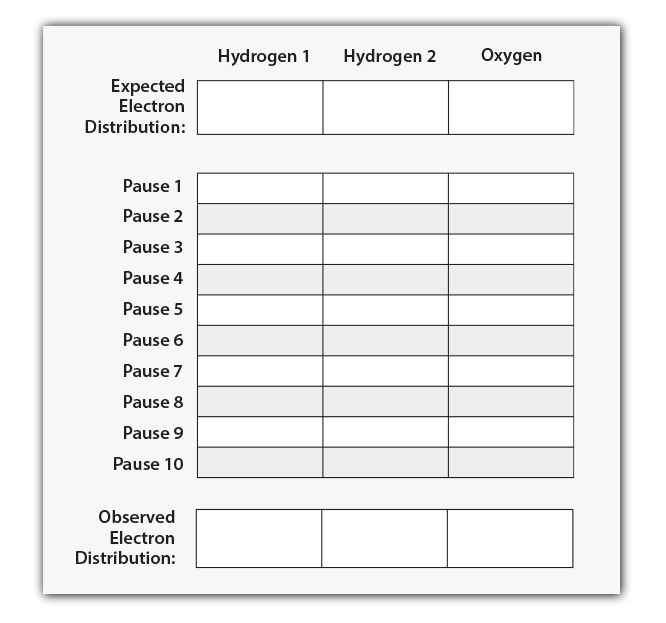 Hydrogen 1 Hydrogen 2 Oxygen
Expected
Electron
Distribution:
Pause 1
Pause 2
Pause 3
Pause 4
Pause 5
Pause 6
Pause 7
Pause 8
Pause 9
Pause 10
Observed
Electron
Distribution: